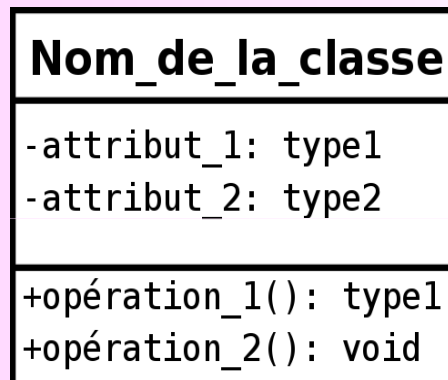 Nom_de_la_classe
-attribut_1: type1
-attribut_2: type2
+opération_1(): type1
+opération_2(): void